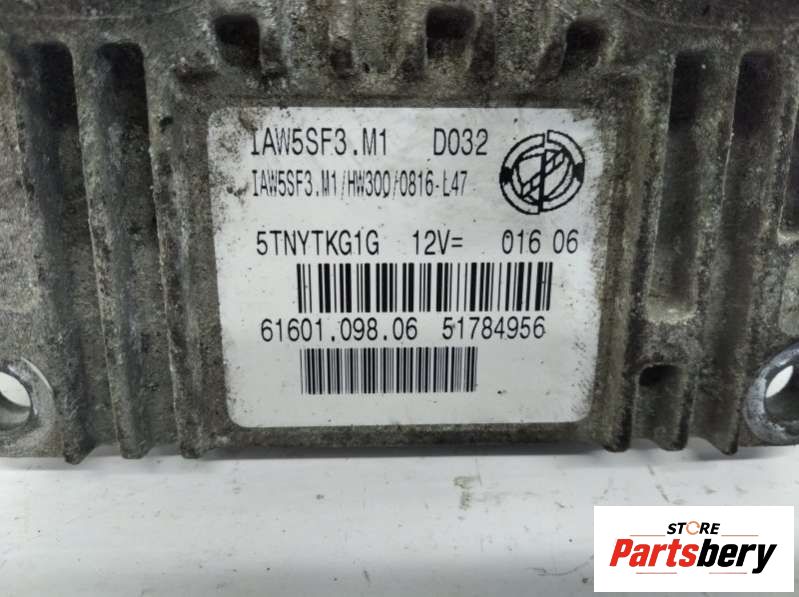 IAW5SF3.M1 D032
IAW5SF3.M1/HW300/0816-L47
5TNYTKG1G 12V= 016 06
61601.098.06 51784956
STORE
Partsbery